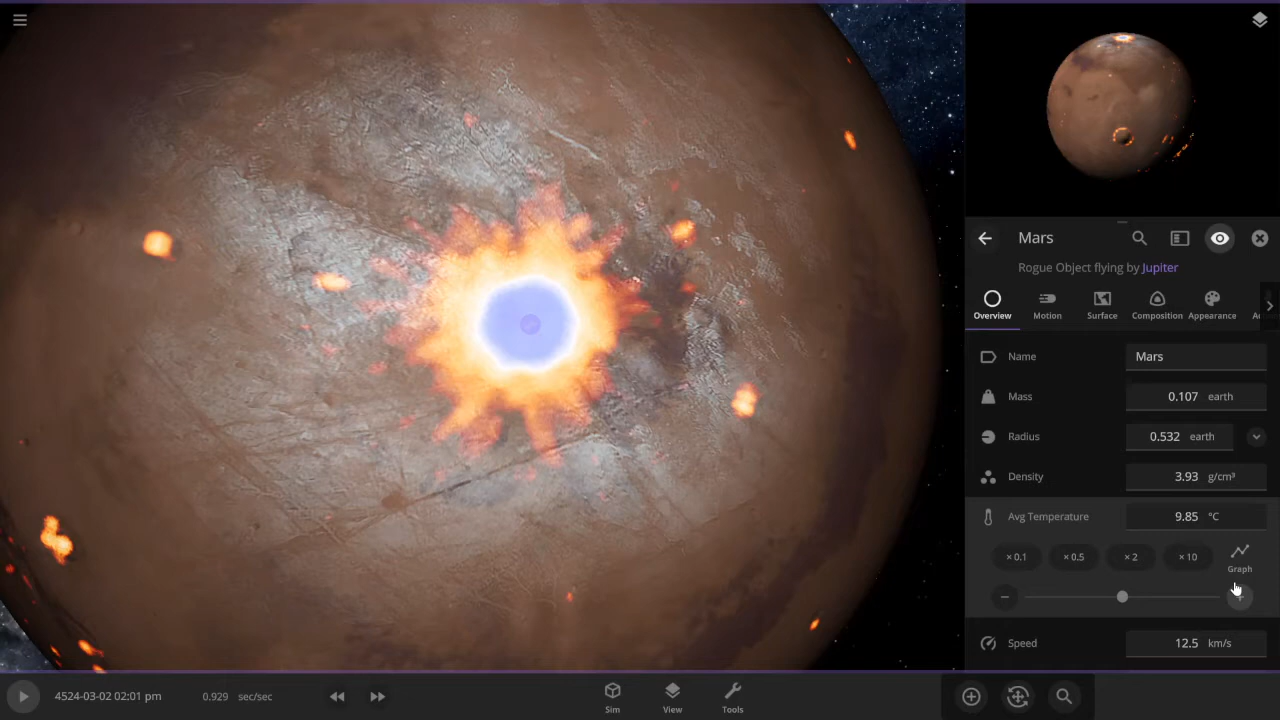 Mars
Rogue Object flying by Jupiter
Overview Motion Surface Composition Appearance
Name Mars
Mass 0.107 earth
Radius 0.532 earth
Density 3.93 g/cm³
Avg Temperature 9.85 °C
× 0.1 × 0.5 × 2 × 10 Graph
Speed 12.5 km/s
4524-03-02 02:01 pm 0.929 sec/sec Sim View Tools